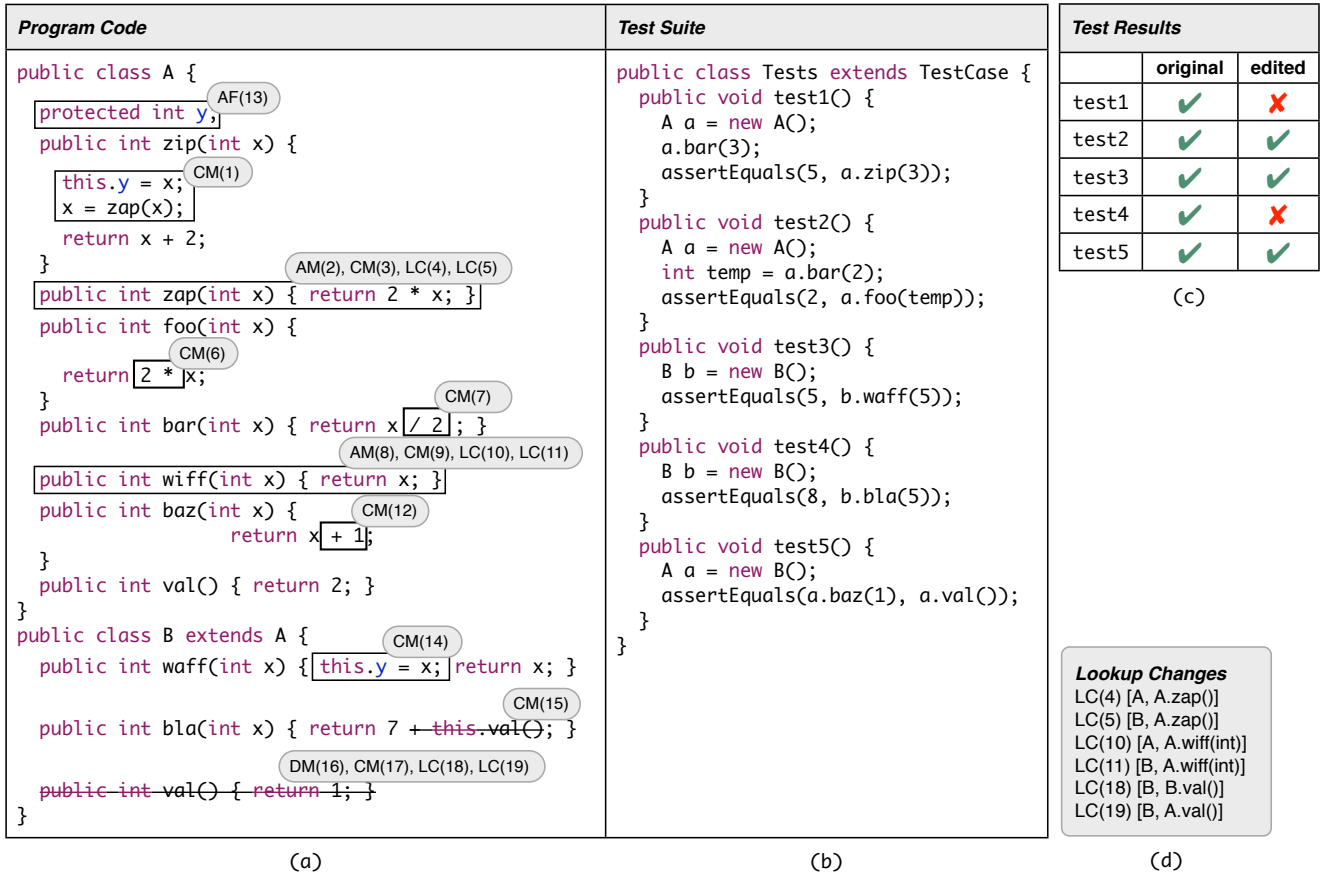 Program Code
public class A {
AF(13)
protected int y;
public int zip(int x) {
CM(1)
this.y = x;
x = zap(x);
return x + 2;
}
AM(2), CM(3), LC(4), LC(5)
public int zap(int x) { return 2 * x; }
public int foo(int x) {
CM(6)
return 2 * x;
}
CM(7)
public int bar(int x) { return x / 2 ; }
AM(8), CM(9), LC(10), LC(11)
public int wiff(int x) { return x; }
public int baz(int x) {
CM(12)
return x + 1;
}
public int val() { return 2; }
}
public class B extends A {
CM(14)
public int waff(int x) { this.y = x; return x; }
CM(15)
public int bla(int x) { return 7 + this.val(); }
DM(16), CM(17), LC(18), LC(19)
public int val() { return 1; }
}
(a)
Test Suite
public class Tests extends TestCase {
public void test1() {
A a = new A();
a.bar(3);
assertEquals(5, a.zip(3));
}
public void test2() {
A a = new A();
int temp = a.bar(2);
assertEquals(2, a.foo(temp));
}
public void test3() {
B b = new B();
assertEquals(5, b.waff(5));
}
public void test4() {
B b = new B();
assertEquals(8, b.bla(5));
}
public void test5() {
A a = new B();
assertEquals(a.baz(1), a.val());
}
}
(b)
Test Results
original edited
test1 ✔ ✘
test2 ✔ ✔
test3 ✔ ✔
test4 ✔ ✘
test5 ✔ ✔
(c)
Lookup Changes
LC(4) [A, A.zap()]
LC(5) [B, A.zap()]
LC(10) [A, A.wiff(int)]
LC(11) [B, A.wiff(int)]
LC(18) [B, B.val()]
LC(19) [B, A.val()]
(d)